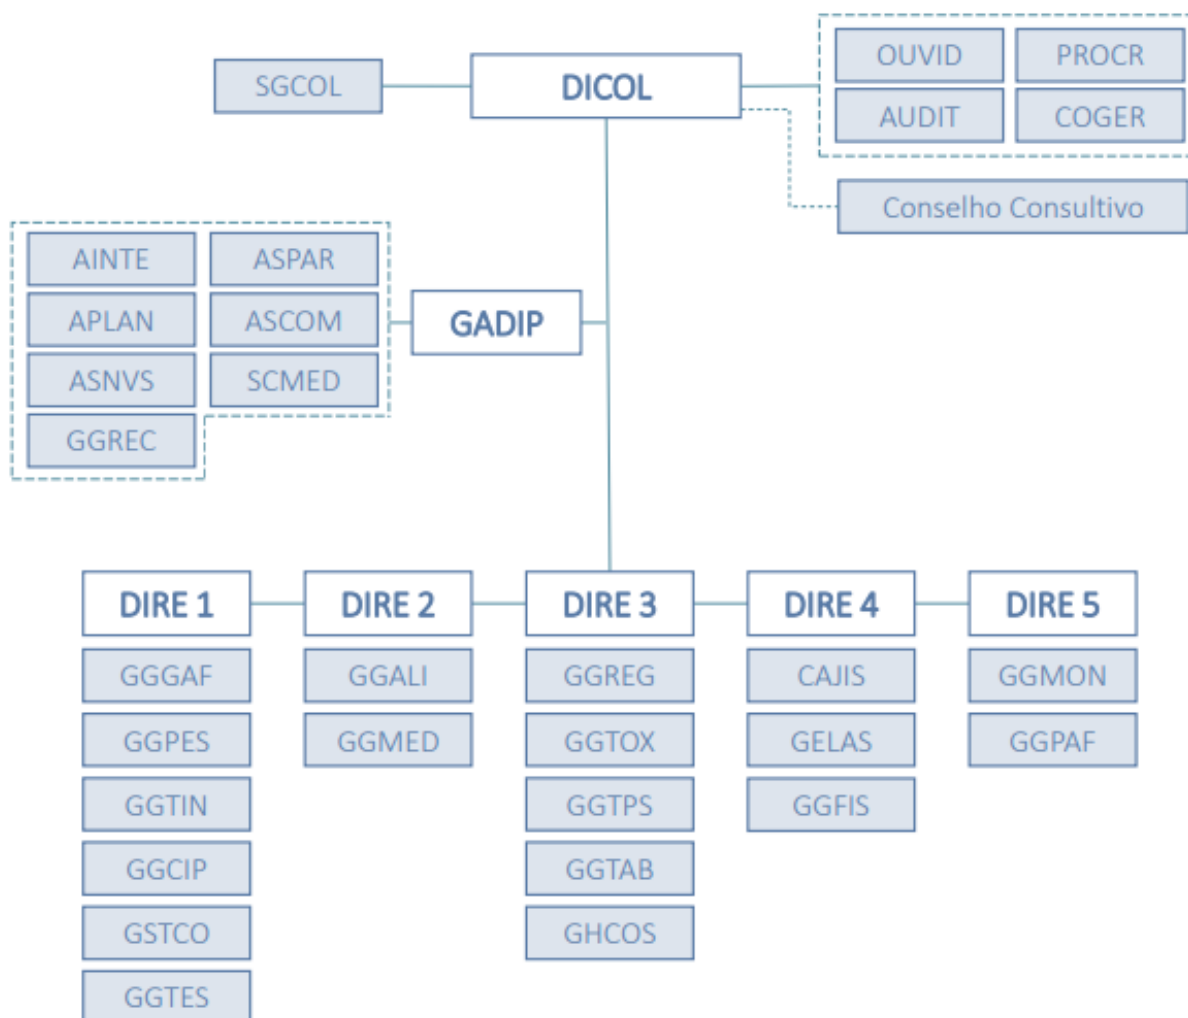 SGCOL
DICOL
OUVID
PROCR
AUDIT
COGER
Conselho Consultivo
AINTE
ASPAR
APLAN
ASCOM
ASNVS
SCMED
GGREC
GADIP
DIRE 1
DIRE 2
DIRE 3
DIRE 4
DIRE 5
GGGAF
GGALI
GGREG
CAJIS
GGMON
GGPES
GGMED
GGTOX
GELAS
GGPAF
GGTIN
GGTPS
GGFIS
GGCIP
GGTAB
GSTCO
GHCOS
GGTES